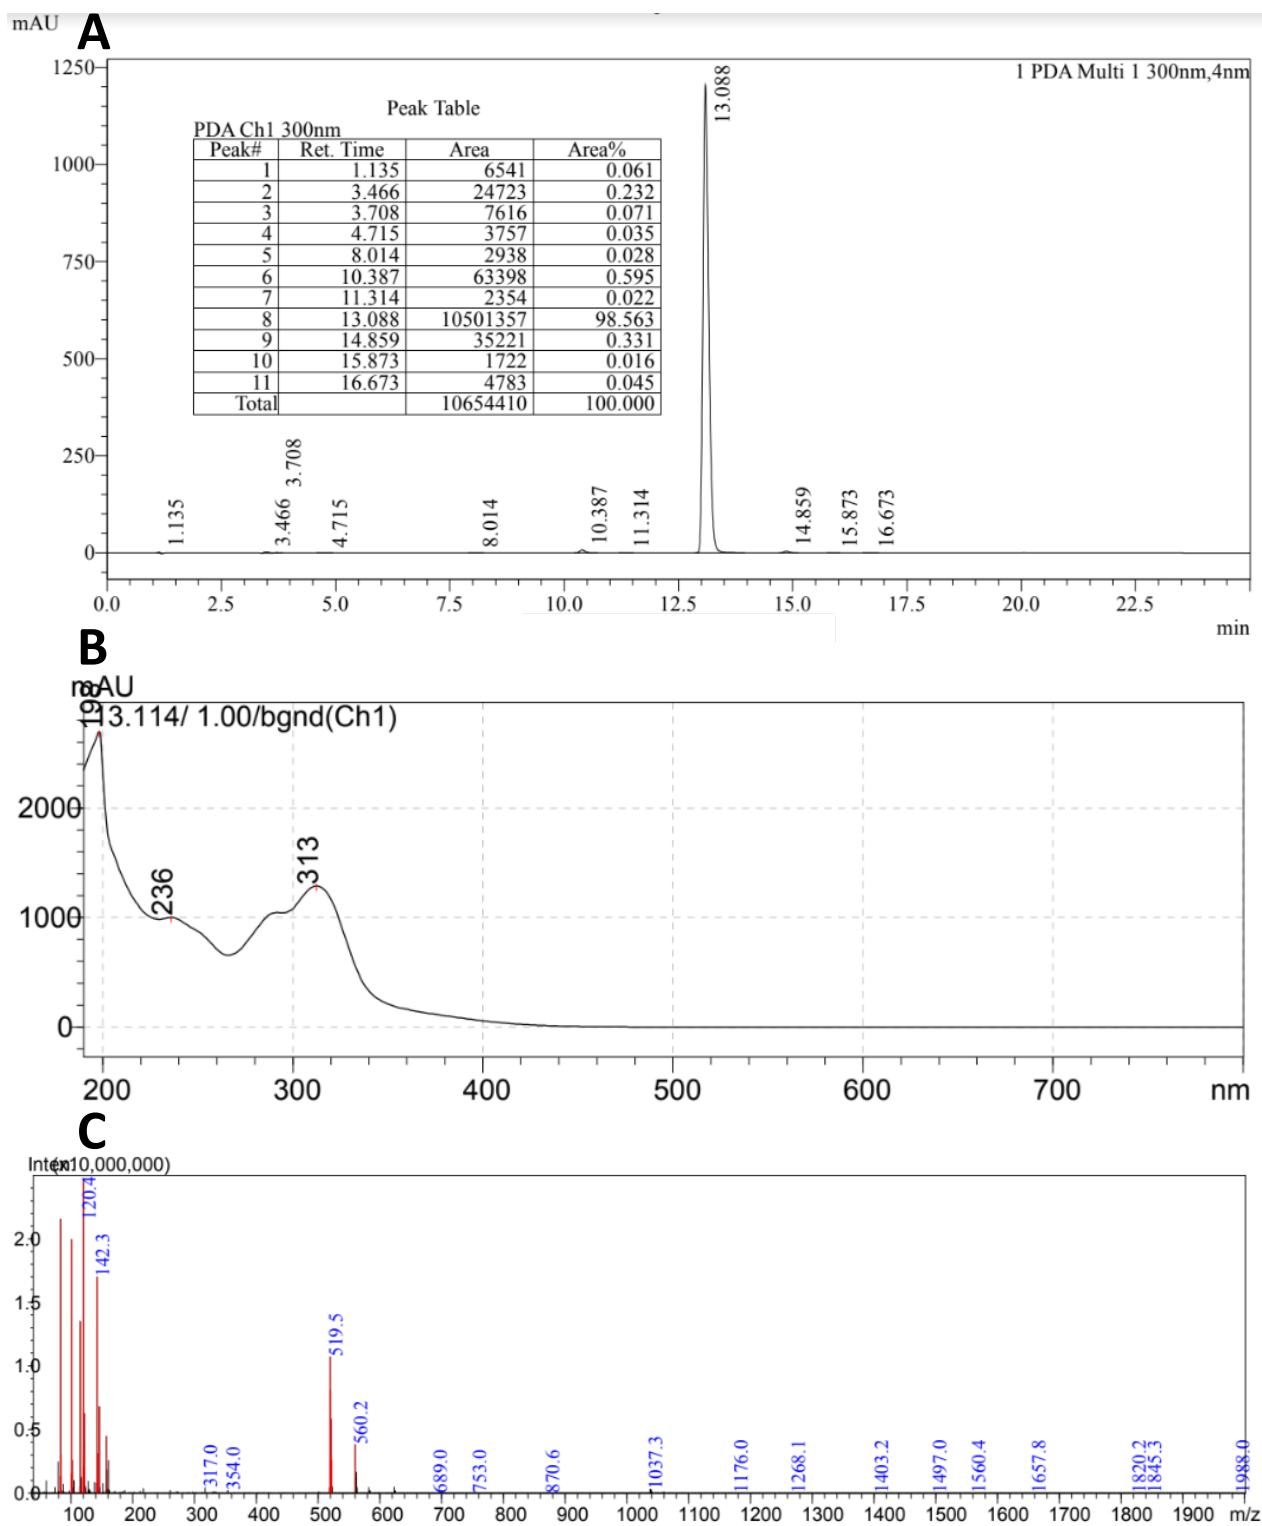 mAU
A
1250
1 PDA Multi 1 300nm,4nm
13.088
Peak Table
PDA Ch1 300nm
Peak# Ret. Time Area Area%
1 1.135 6541 0.061
2 3.466 24723 0.232
3 3.708 7616 0.071
4 4.715 3757 0.035
5 8.014 2938 0.028
6 10.387 63398 0.595
7 11.314 2354 0.022
8 13.088 10501357 98.563
9 14.859 35221 0.331
10 15.873 1722 0.016
11 16.673 4783 0.045
Total 10654410 100.000
1000
750
500
250
0
1.135
3.466
3.708
4.715
8.014
10.387
11.314
14.859
15.873
16.673
0.0 2.5 5.0 7.5 10.0 12.5 15.0 17.5 20.0 22.5
min
B
mAU
198
13.114/ 1.00/bgnd(Ch1)
2000
236
313
1000
0
200 300 400 500 600 700 nm
C
(x10,000,000)
120.4
142.3
2.0
1.5
519.5
1.0
560.2
0.5
317.0
354.0
689.0
753.0
870.6
1037.3
1176.0
1268.1
1403.2
1497.0
1560.4
1657.8
1820.2
1845.3
1988.0
0.0
100 200 300 400 500 600 700 800 900 1000 1100 1200 1300 1400 1500 1600 1700 1800 1900 m/z